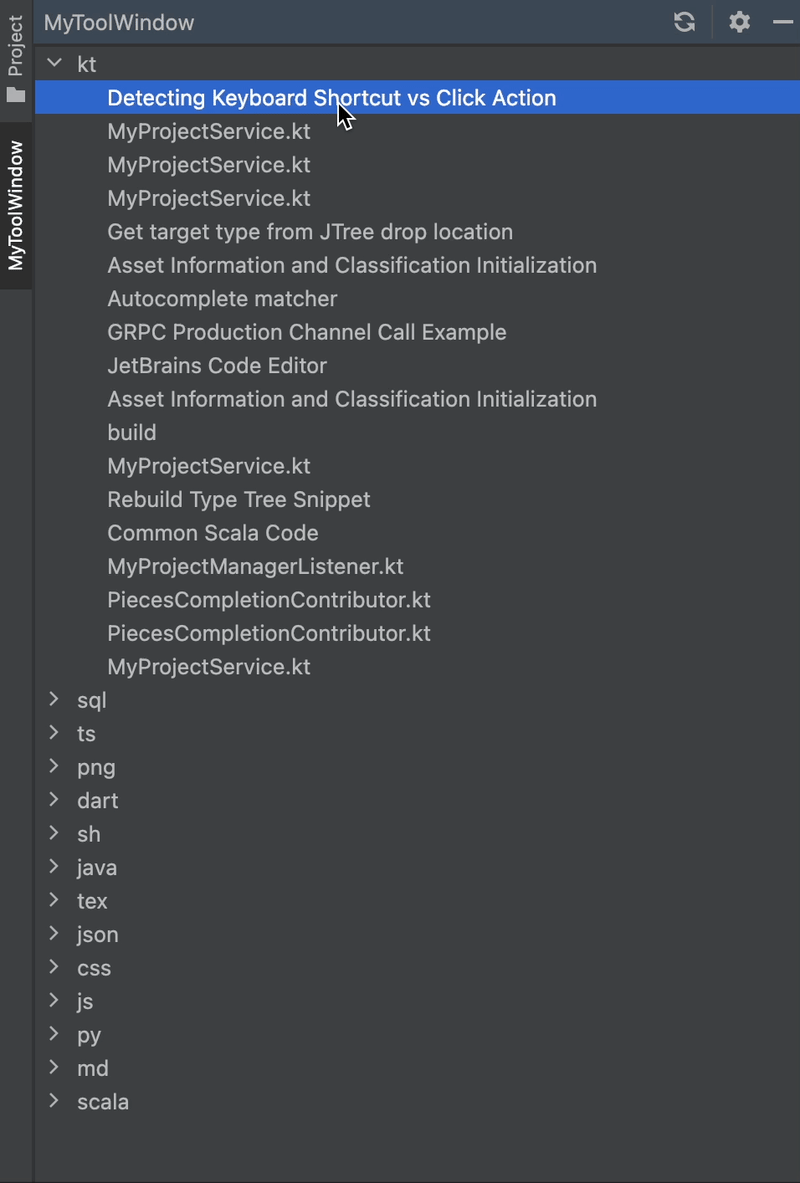 Project
MyToolWindow
MyToolWindow
kt
Detecting Keyboard Shortcut vs Click Action
MyProjectService.kt
MyProjectService.kt
MyProjectService.kt
Get target type from JTree drop location
Asset Information and Classification Initialization
Autocomplete matcher
GRPC Production Channel Call Example
JetBrains Code Editor
Asset Information and Classification Initialization
build
MyProjectService.kt
Rebuild Type Tree Snippet
Common Scala Code
MyProjectManagerListener.kt
PiecesCompletionContributor.kt
PiecesCompletionContributor.kt
MyProjectService.kt
sql
ts
png
dart
sh
java
tex
json
css
js
py
md
scala